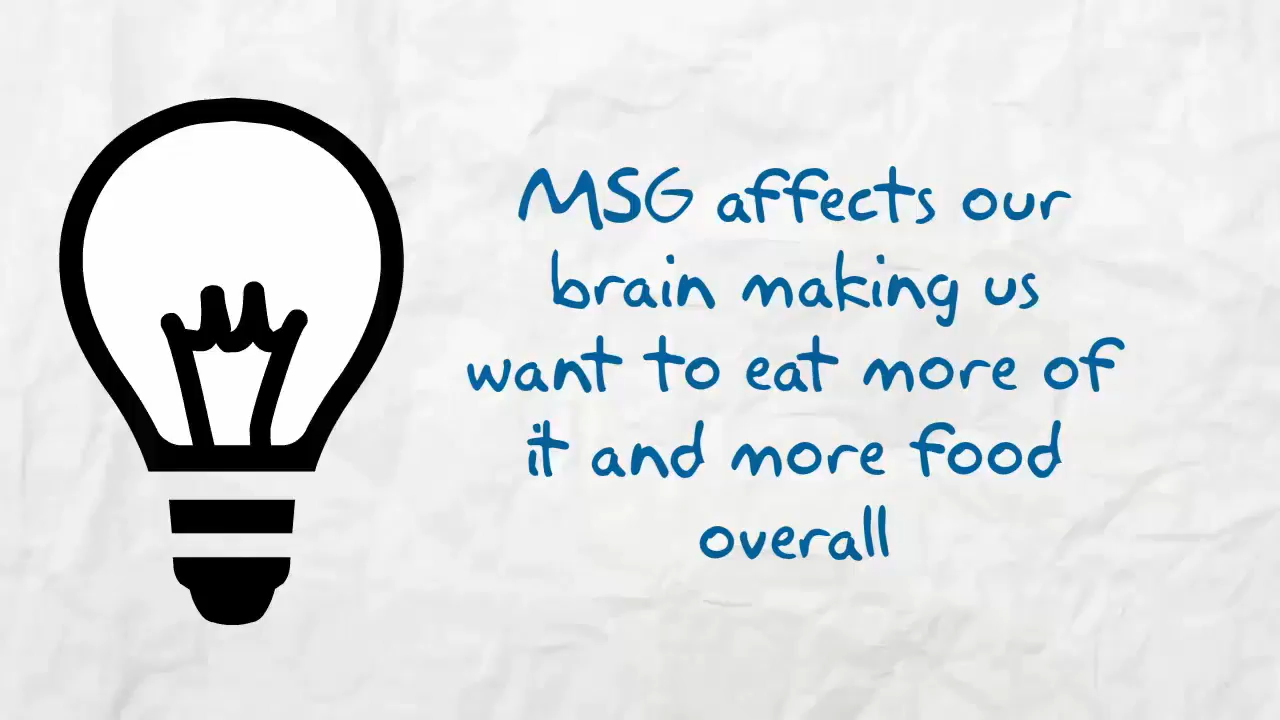 MSG affects our
brain making us
want to eat more of
it and more food
overall